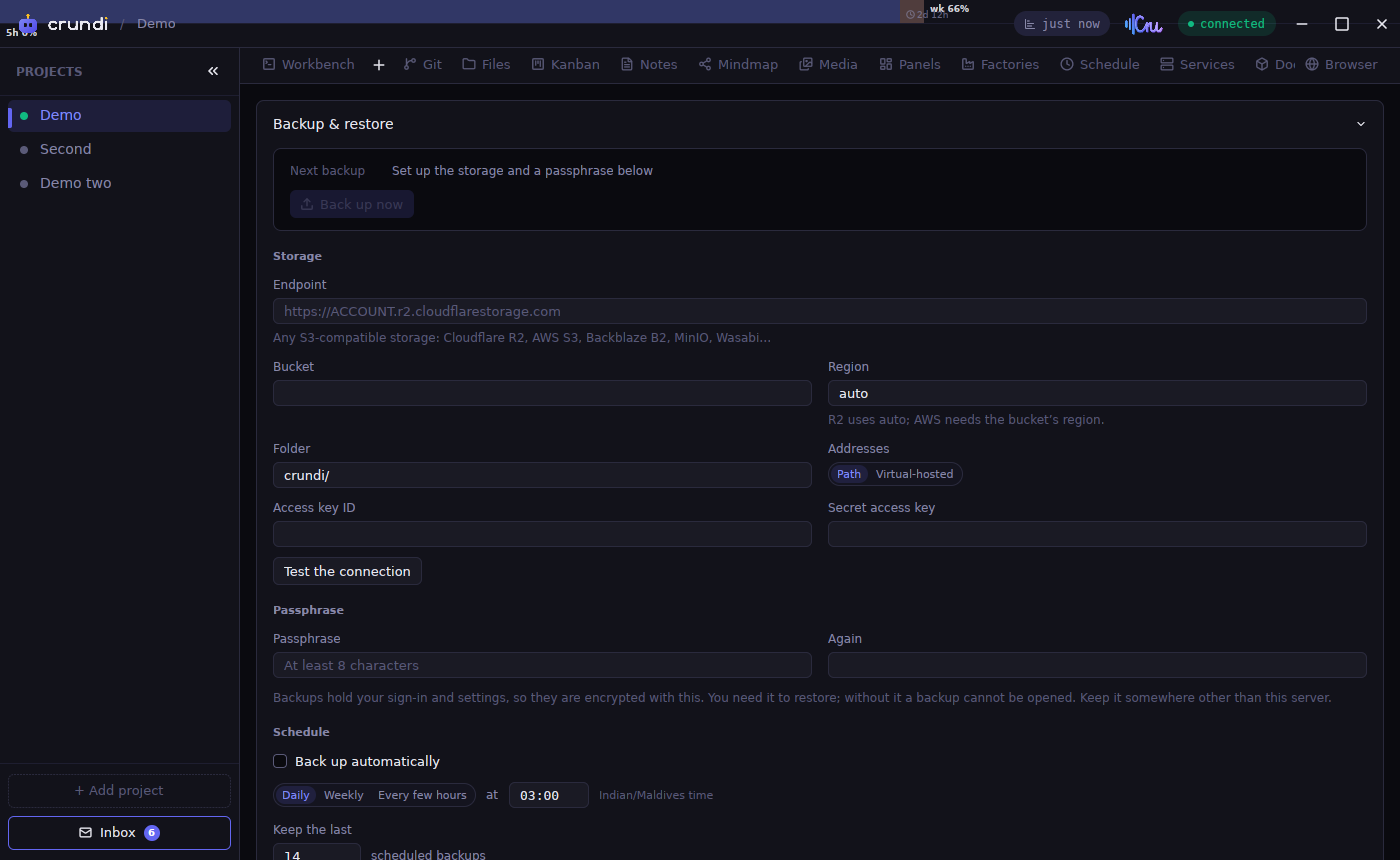 5h 6%
crundi / Demo
2d 12h
wk 66%
just now
Cru
connected
PROJECTS
Demo
Second
Demo two
+ Add project
Inbox 6
Workbench + Git Files Kanban Notes Mindmap Media Panels Factories Schedule Services Doc Browser
Backup & restore
Next backup Set up the storage and a passphrase below
Back up now
Storage
Endpoint
https://ACCOUNT.r2.cloudflarestorage.com
Any S3-compatible storage: Cloudflare R2, AWS S3, Backblaze B2, MinIO, Wasabi…
Bucket Region
auto
R2 uses auto; AWS needs the bucket’s region.
Folder Addresses
crundi/ Path Virtual-hosted
Access key ID Secret access key
Test the connection
Passphrase
Passphrase Again
At least 8 characters
Backups hold your sign-in and settings, so they are encrypted with this. You need it to restore; without it a backup cannot be opened. Keep it somewhere other than this server.
Schedule
Back up automatically
Daily Weekly Every few hours at 03:00 Indian/Maldives time
Keep the last
14 scheduled backups